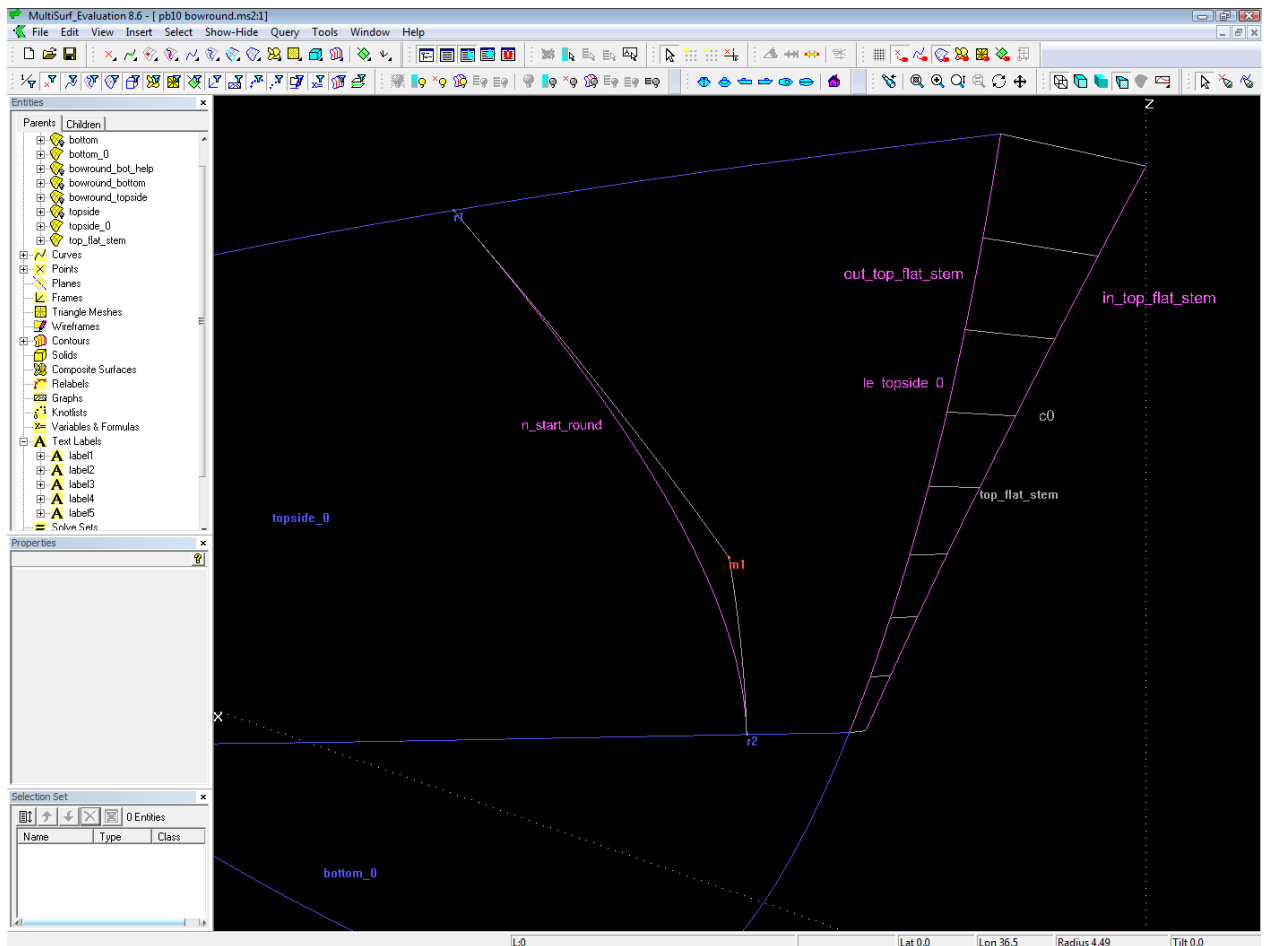 MultiSurf_Evaluation 8.6 - [ pb10 bowround.ms2:1]
File Edit View Insert Select Show-Hide Query Tools Window Help
Entities
Parents Children
bottom
bottom_0
bowround_bot_help
bowround_bottom
bowround_topside
topside
topside_0
top_flat_stem
Curves
Points
Planes
Frames
Triangle Meshes
Wireframes
Contours
Solids
Composite Surfaces
Relabels
Graphs
Knotlists
Variables & Formulas
Text Labels
label1
label2
label3
label4
label5
Solve Sets
Properties
Selection Set
0 Entities
Name Type Class
Z
r1
out_top_flat_stem
in_top_flat_stem
le_topside_0
c0
n_start_round
top_flat_stem
topside_0
m1
X
r2
bottom_0
L:0 Lat 0.0 Lon 36.5 Radius 4.49 Tilt 0.0